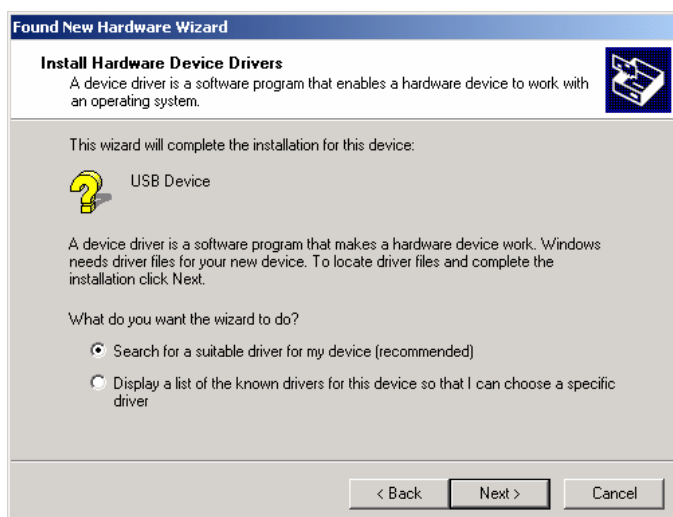 Found New Hardware Wizard
Install Hardware Device Drivers
A device driver is a software program that enables a hardware device to work with
an operating system.
This wizard will complete the installation for this device:
USB Device
A device driver is a software program that makes a hardware device work. Windows
needs driver files for your new device. To locate driver files and complete the
installation click Next.
What do you want the wizard to do?
Search for a suitable driver for my device (recommended)
Display a list of the known drivers for this device so that I can choose a specific
driver
< Back Next > Cancel